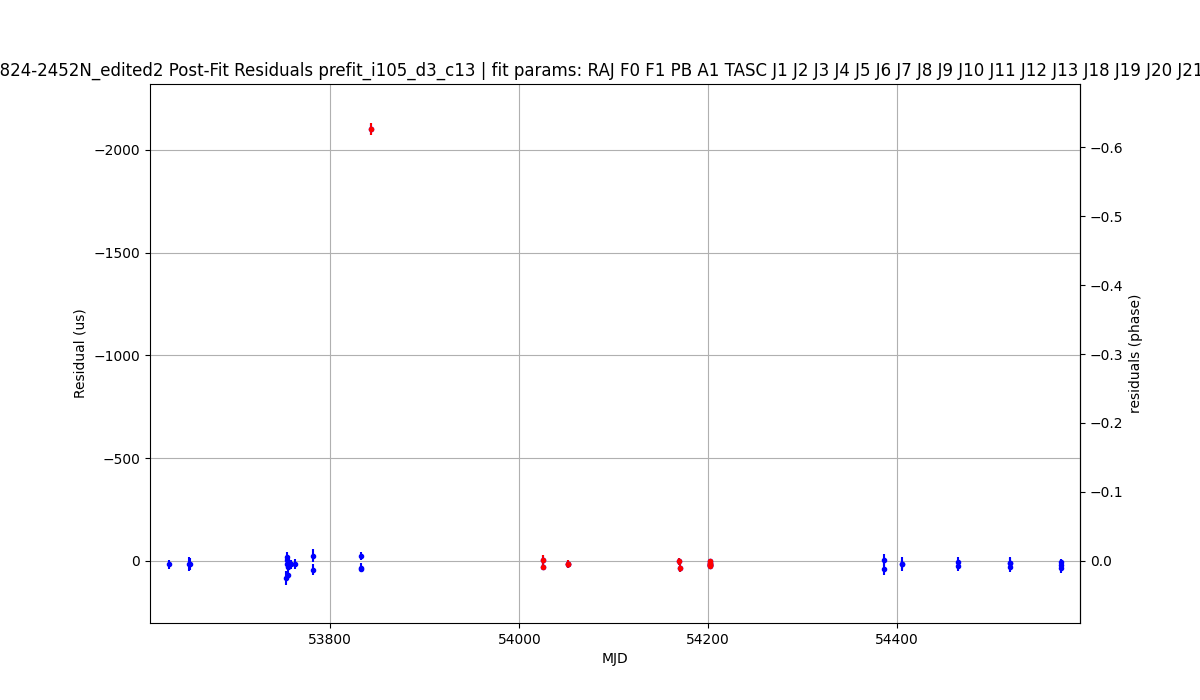 824-2452N_edited2 Post-Fit Residuals prefit_i105_d3_c13 | fit params: RAJ F0 F1 PB A1 TASC J1 J2 J3 J4 J5 J6 J7 J8 J9 J10 J11 J12 J13 J18 J19 J20 J21
−2000
−1500
−1000
−500
0
Residual (us)
−0.6
−0.5
−0.4
−0.3
−0.2
−0.1
0.0
residuals (phase)
53800 54000 54200 54400
MJD